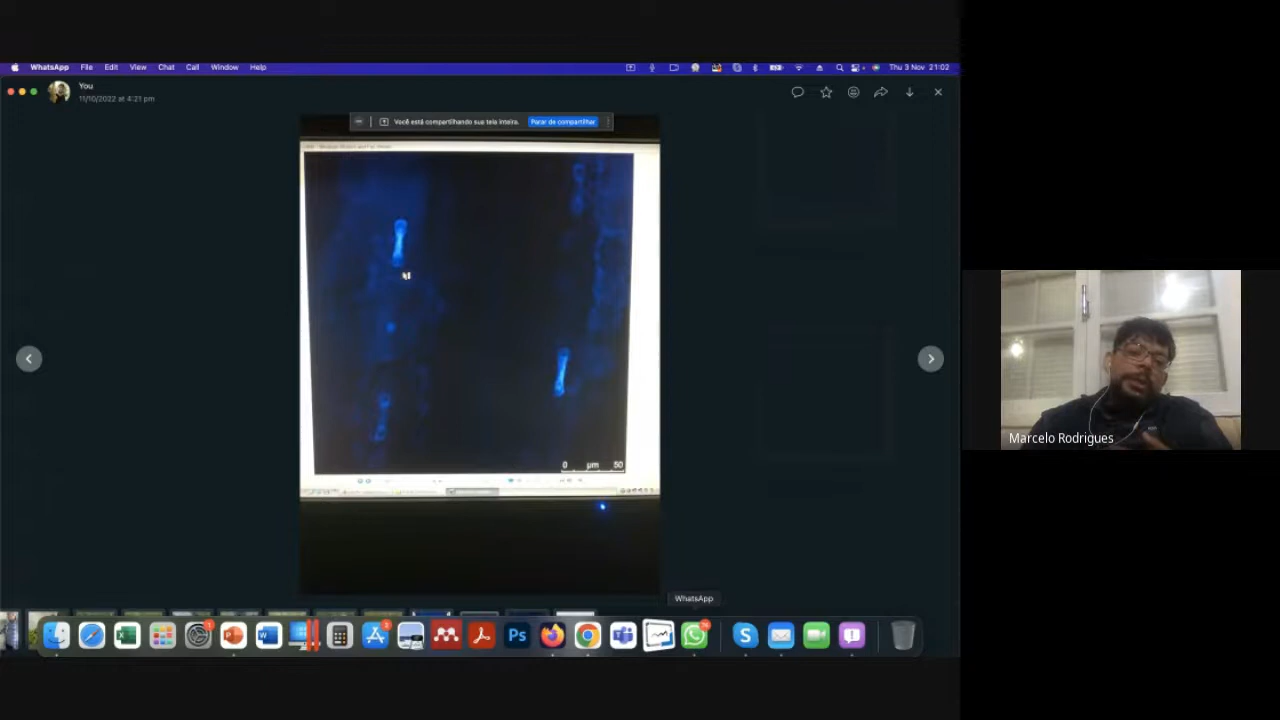 WhatsApp File Edit View Chat Call Window Help Thu 3 Nov 21:02
You
11/10/2022 at 4:21 pm
Você está compartilhando sua tela inteira. Parar de compartilhar
0 µm 50
Marcelo Rodrigues
WhatsApp
W
Ps
S